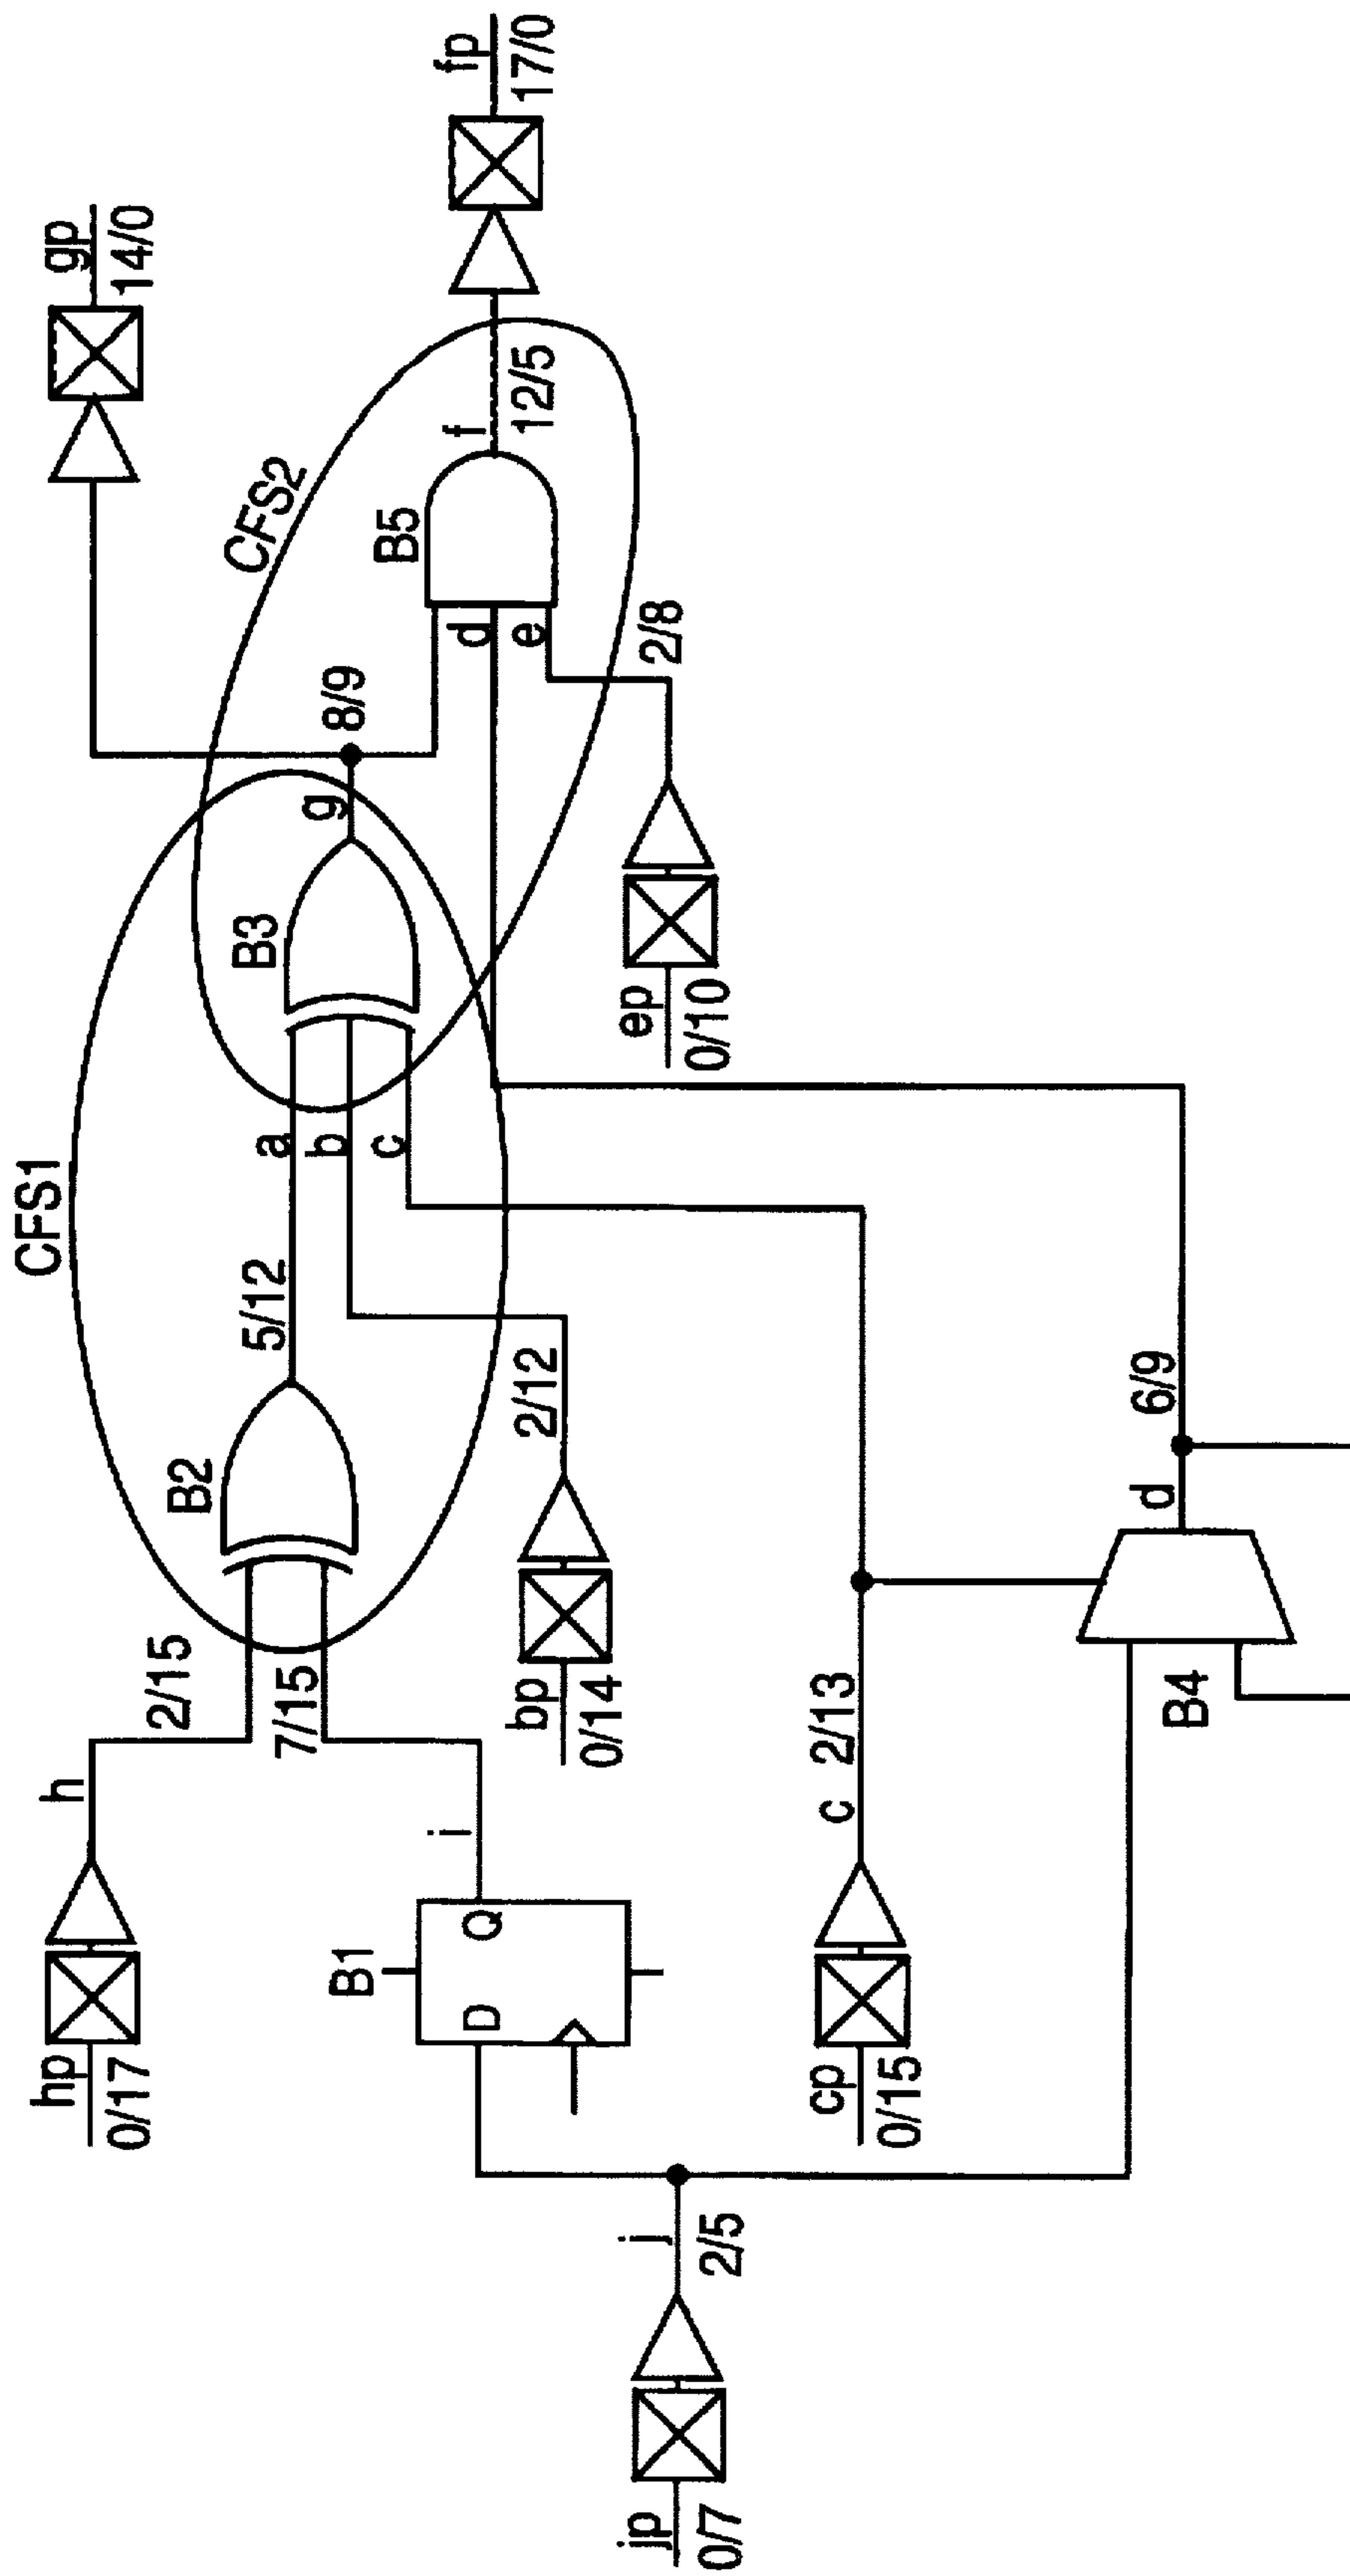 gp
14/0
fp
17/0
CFS2
f
12/5
B5
8/9
d
e
2/8
g
B3
ep
0/10
CFS1
a
b
c
5/12
B2
2/12
6/9
d
2/15
7/15
bp
0/14
B4
h
i
c 2/13
B1
Q
D
hp
0/17
cp
0/15
j
2/5
jp
0/7